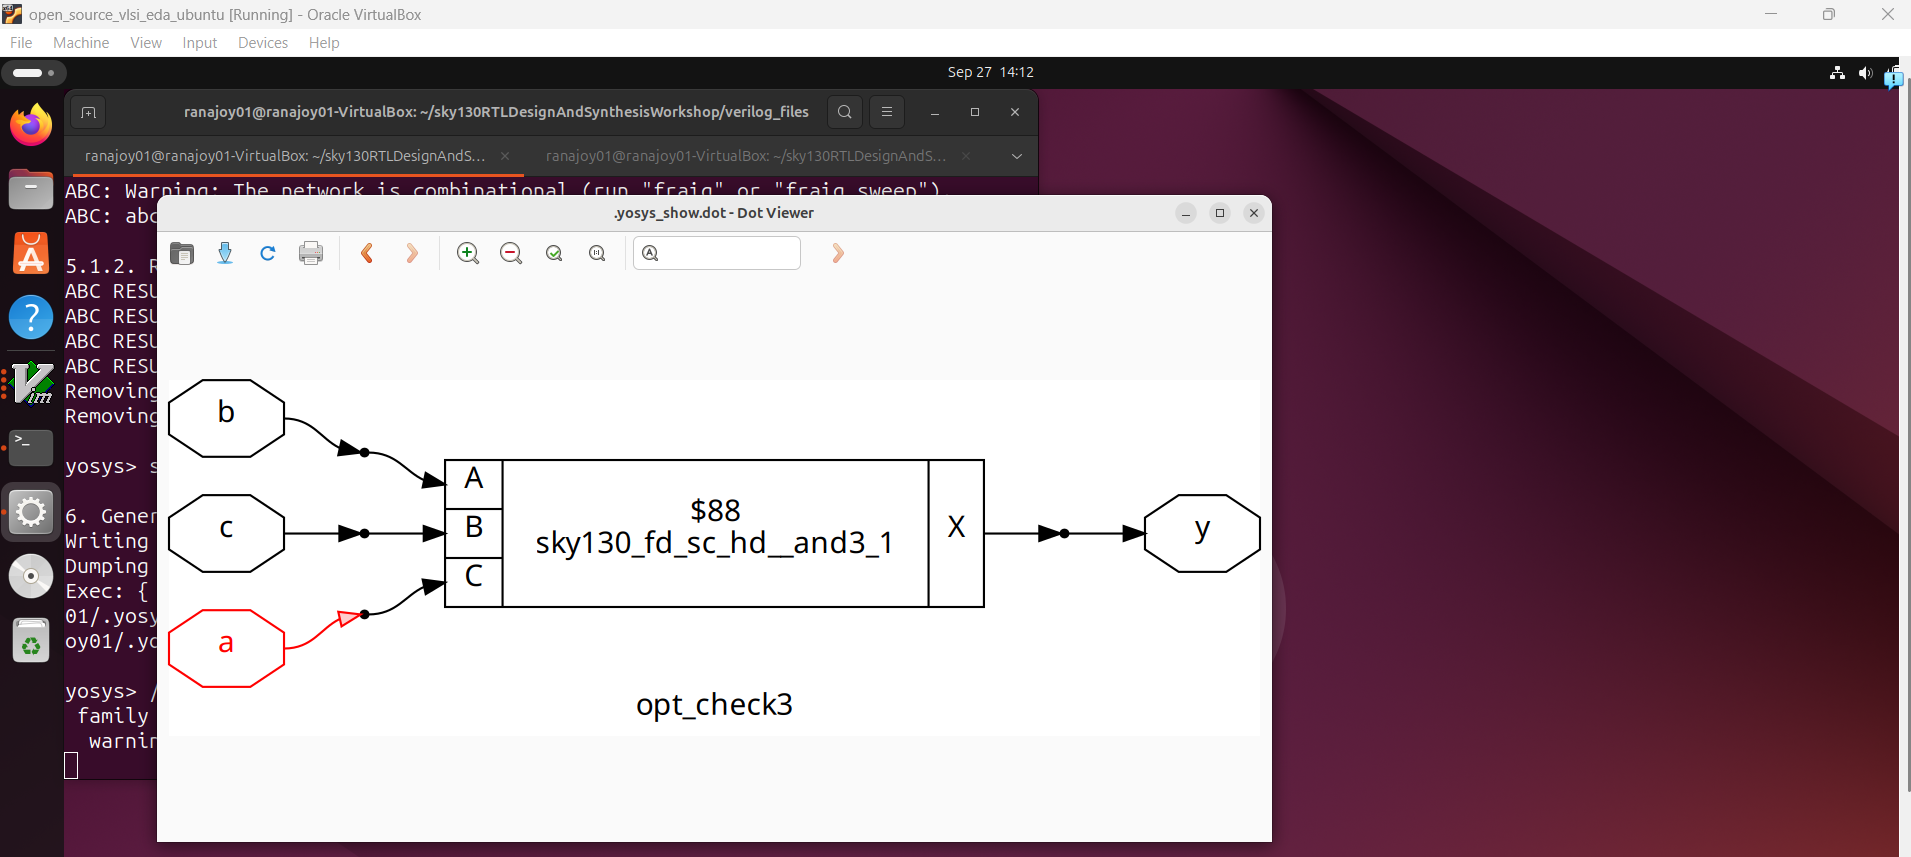 open_source_vlsi_eda_ubuntu [Running] - Oracle VirtualBox
File Machine View Input Devices Help
Sep 27 14:12
ranajoy01@ranajoy01-VirtualBox: ~/sky130RTLDesignAndSynthesisWorkshop/verilog_files
ranajoy01@ranajoy01-VirtualBox: ~/sky130RTLDesignAndS...
ranajoy01@ranajoy01-VirtualBox: ~/sky130RTLDesignAndS...
ABC: Warning: The network is combinational (run "fraig" or "fraig_sweep").
ABC: abc
5.1.2. R
ABC RESU
ABC RESU
ABC RESU
ABC RESU
Removing
Removing
yosys> s
6. Gener
Writing
Dumping
Exec: {
01/.yosy
oy01/.yo
yosys> /
family
warnin
.yosys_show.dot - Dot Viewer
b
c
a
A
B
C
$88
sky130_fd_sc_hd__and3_1
X
y
opt_check3